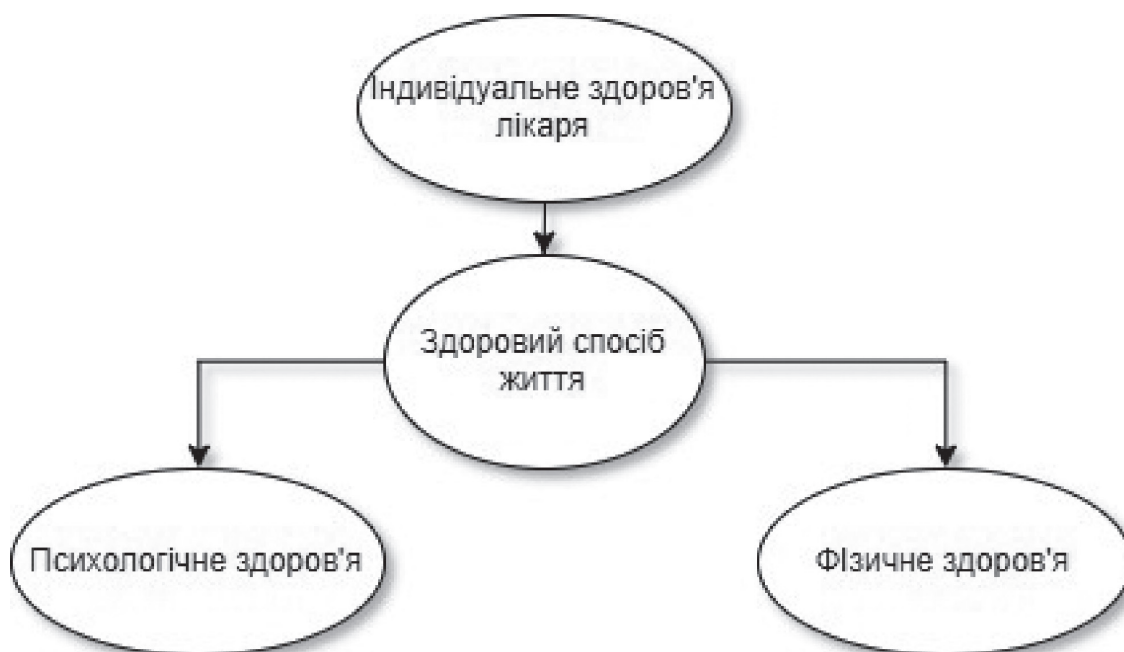 Індивідуальне здоров'я
лікаря
Здоровий спосіб
життя
Психологічне здоров'я
ФІзичне здоров'я